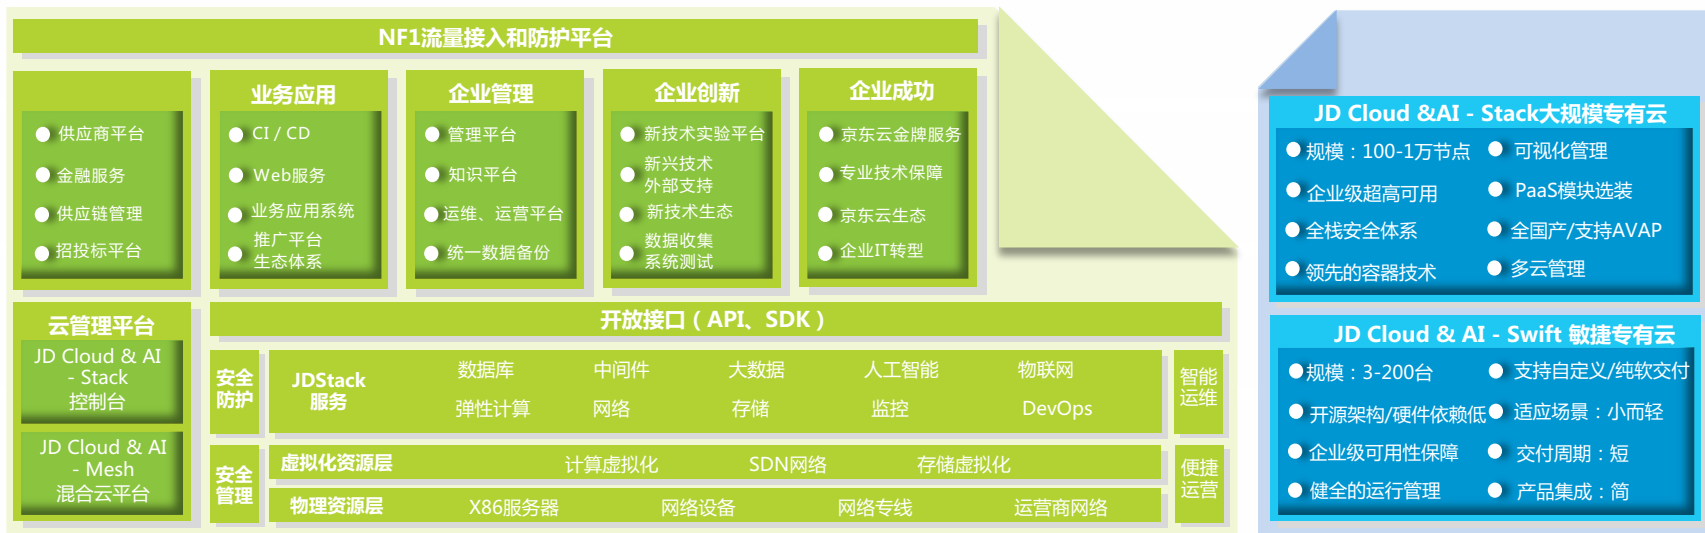 NF1流量接入和防护平台
供应商平台
金融服务
供应链管理
招投标平台
业务应用
CI / CD
Web服务
业务应用系统
推广平台
生态体系
企业管理
管理平台
知识平台
运维、运营平台
统一数据备份
企业创新
新技术实验平台
新兴技术
外部支持
新技术生态
数据收集
系统测试
企业成功
京东云金牌服务
专业技术保障
京东云生态
企业IT转型
云管理平台
JD Cloud & AI
- Stack
控制台
JD Cloud & AI
- Mesh
混合云平台
开放接口（API、SDK）
安全
防护
JDStack
服务
数据库 中间件 大数据 人工智能 物联网
弹性计算 网络 存储 监控 DevOps
智能
运维
安全
管理
虚拟化资源层 计算虚拟化 SDN网络 存储虚拟化
物理资源层 X86服务器 网络设备 网络专线 运营商网络
便捷
运营
JD Cloud &AI - Stack大规模专有云
规模：100-1万节点 可视化管理
企业级超高可用 PaaS模块选装
全栈安全体系 全国产/支持AVAP
领先的容器技术 多云管理
JD Cloud & AI - Swift 敏捷专有云
规模：3-200台 支持自定义/纯软交付
开源架构/硬件依赖低 适应场景：小而轻
企业级可用性保障 交付周期：短
健全的运行管理 产品集成：简